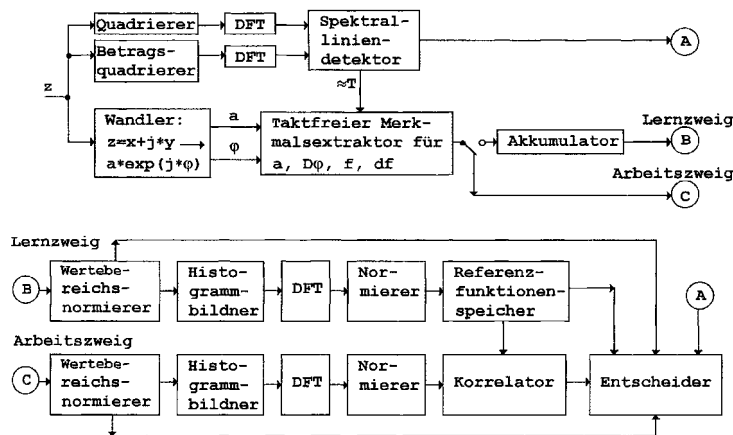 Quadrierer
DFT
Spektral-
linien-
detektor
A
Betrags-
quadrierer
DFT
z
≈T
Wandler:
z=x+j*y
a*exp(j*φ)
a
φ
Taktfreier Merk-
malsextraktor für
a, Dφ, f, df
Akkumulator
Lernzweig
B
Arbeitszweig
C
Lernzweig
B
Wertebe-
reichs-
normierer
Histo-
gramm-
bildner
DFT
Nor-
mierer
Referenz-
funktionen-
speicher
A
Arbeitszweig
C
Wertebe-
reichs-
normierer
Histo-
gramm-
bildner
DFT
Nor-
mierer
Korrelator
Entscheider